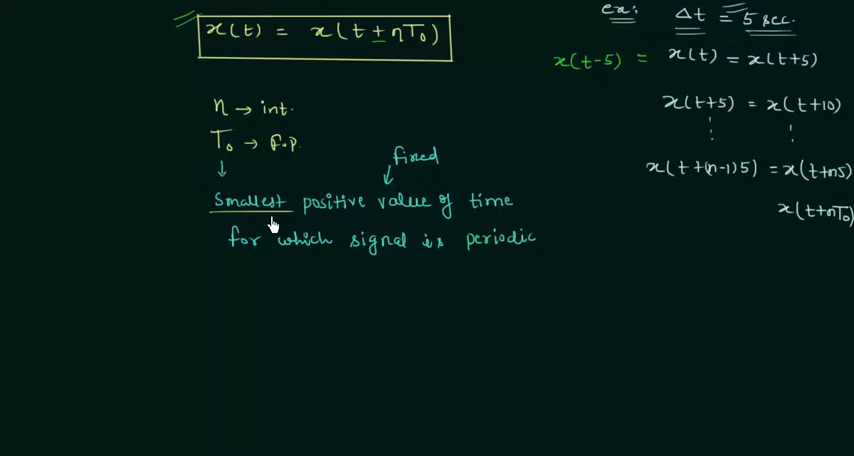 x(t) = x(t ± nT₀)
n → int.
T₀ → F.P.
fixed
Smallest positive value of time
for which signal is periodic
ex: Δt = 5 sec.
x(t-5) = x(t) = x(t+5)
x(t+5) = x(t+10)
x(t+(n-1)5) = x(t+n5)
x(t+nT₀)